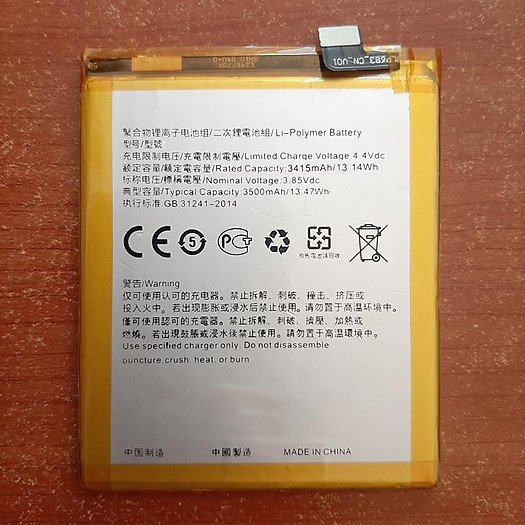 P683_CN_V01
聚合物锂离子电池组/二次鋰電池組/Li-Polymer Battery
型号/型號
充电限制电压/充電限制電壓/Limited Charge Voltage:4.4Vdc
额定容量/額定電容量/Rated Capacity:3415mAh/13.14Wh
标称电压/標稱電壓/Nominal Voltage:3.85Vdc
典型容量/Typical Capacity:3500mAh/13.47Wh
执行标准:GB 31241-2014
CE 5 PCT
警告/Warning
仅可使用认可的充电器。禁止拆解、刺破、撞击、挤压或
投入火中。若出现膨胀或浸水后禁止使用。请勿置于高温环境中。
僅可使用認可的充電器。禁止拆解、刺破、擠壓、加熱或
燃燒。若出現鼓脹或浸水後禁止使用。請勿置于高溫環境中。
Use specified charger only. Do not disassemble
puncture,crush, heat, or burn
中国制造 中國製造 MADE IN CHINA